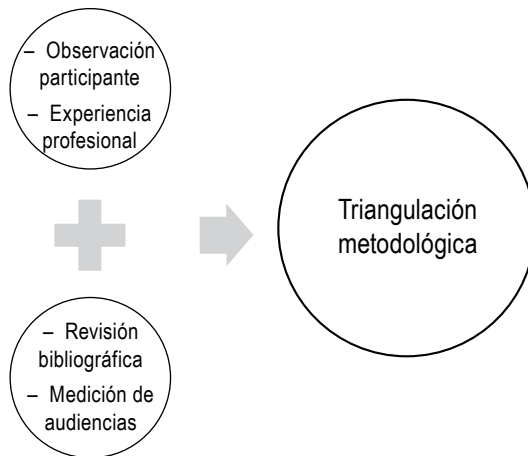 – Observación
participante
– Experiencia
profesional
Triangulación
metodológica
– Revisión
bibliográfica
– Medición de
audiencias